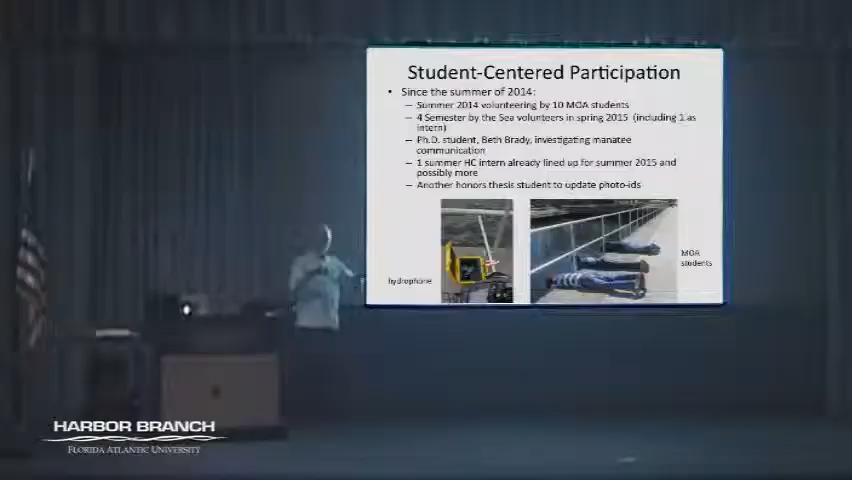 Student-Centered Participation
• Since the summer of 2014:
– Summer 2014 volunteering by 10 MOA students
– 4 Semester by the Sea volunteers in spring 2015 (including 1 as
intern)
– Ph.D. student, Beth Brady, investigating manatee
communication
– 1 summer HC intern already lined up for summer 2015 and
possibly more
– Another honors thesis student to update photo-ids
hydrophone
MOA
students
HARBOR BRANCH
FLORIDA ATLANTIC UNIVERSITY